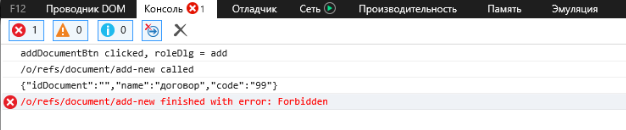 F12 Проводник DOM Консоль 1 Отладчик Сеть Производительность Память Эмуляция
1 0 0
addDocumentBtn clicked, roleDlg = add
/o/refs/document/add-new called
{"idDocument":"","name":"договор","code":"99"}
/o/refs/document/add-new finished with error: Forbidden